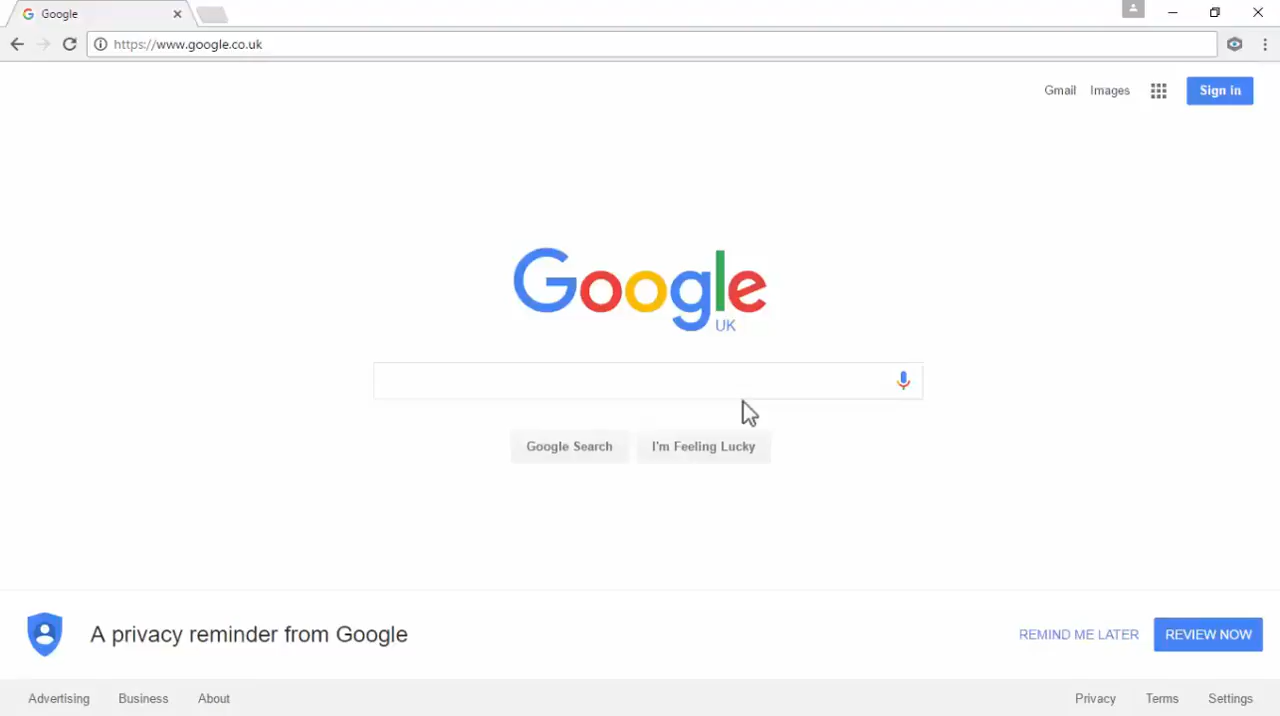 Google
https://www.google.co.uk
Gmail Images Sign in
Google
UK
Google Search I'm Feeling Lucky
A privacy reminder from Google REMIND ME LATER REVIEW NOW
Advertising Business About Privacy Terms Settings